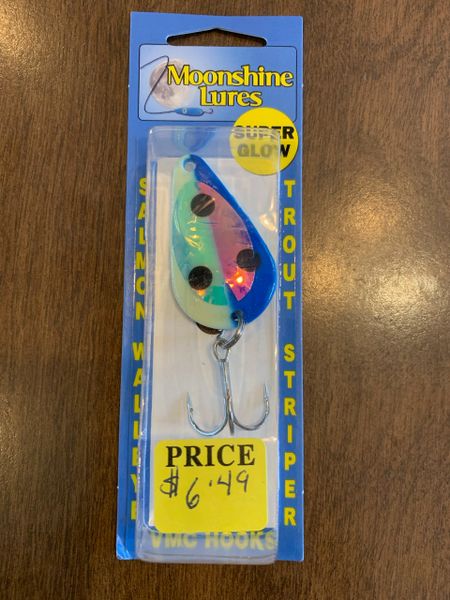 Moonshine
Lures
SUPER
GLOW
SALMON WALLEYE
TROUT STRIPER
PRICE
$6.49
VMC HOOKS